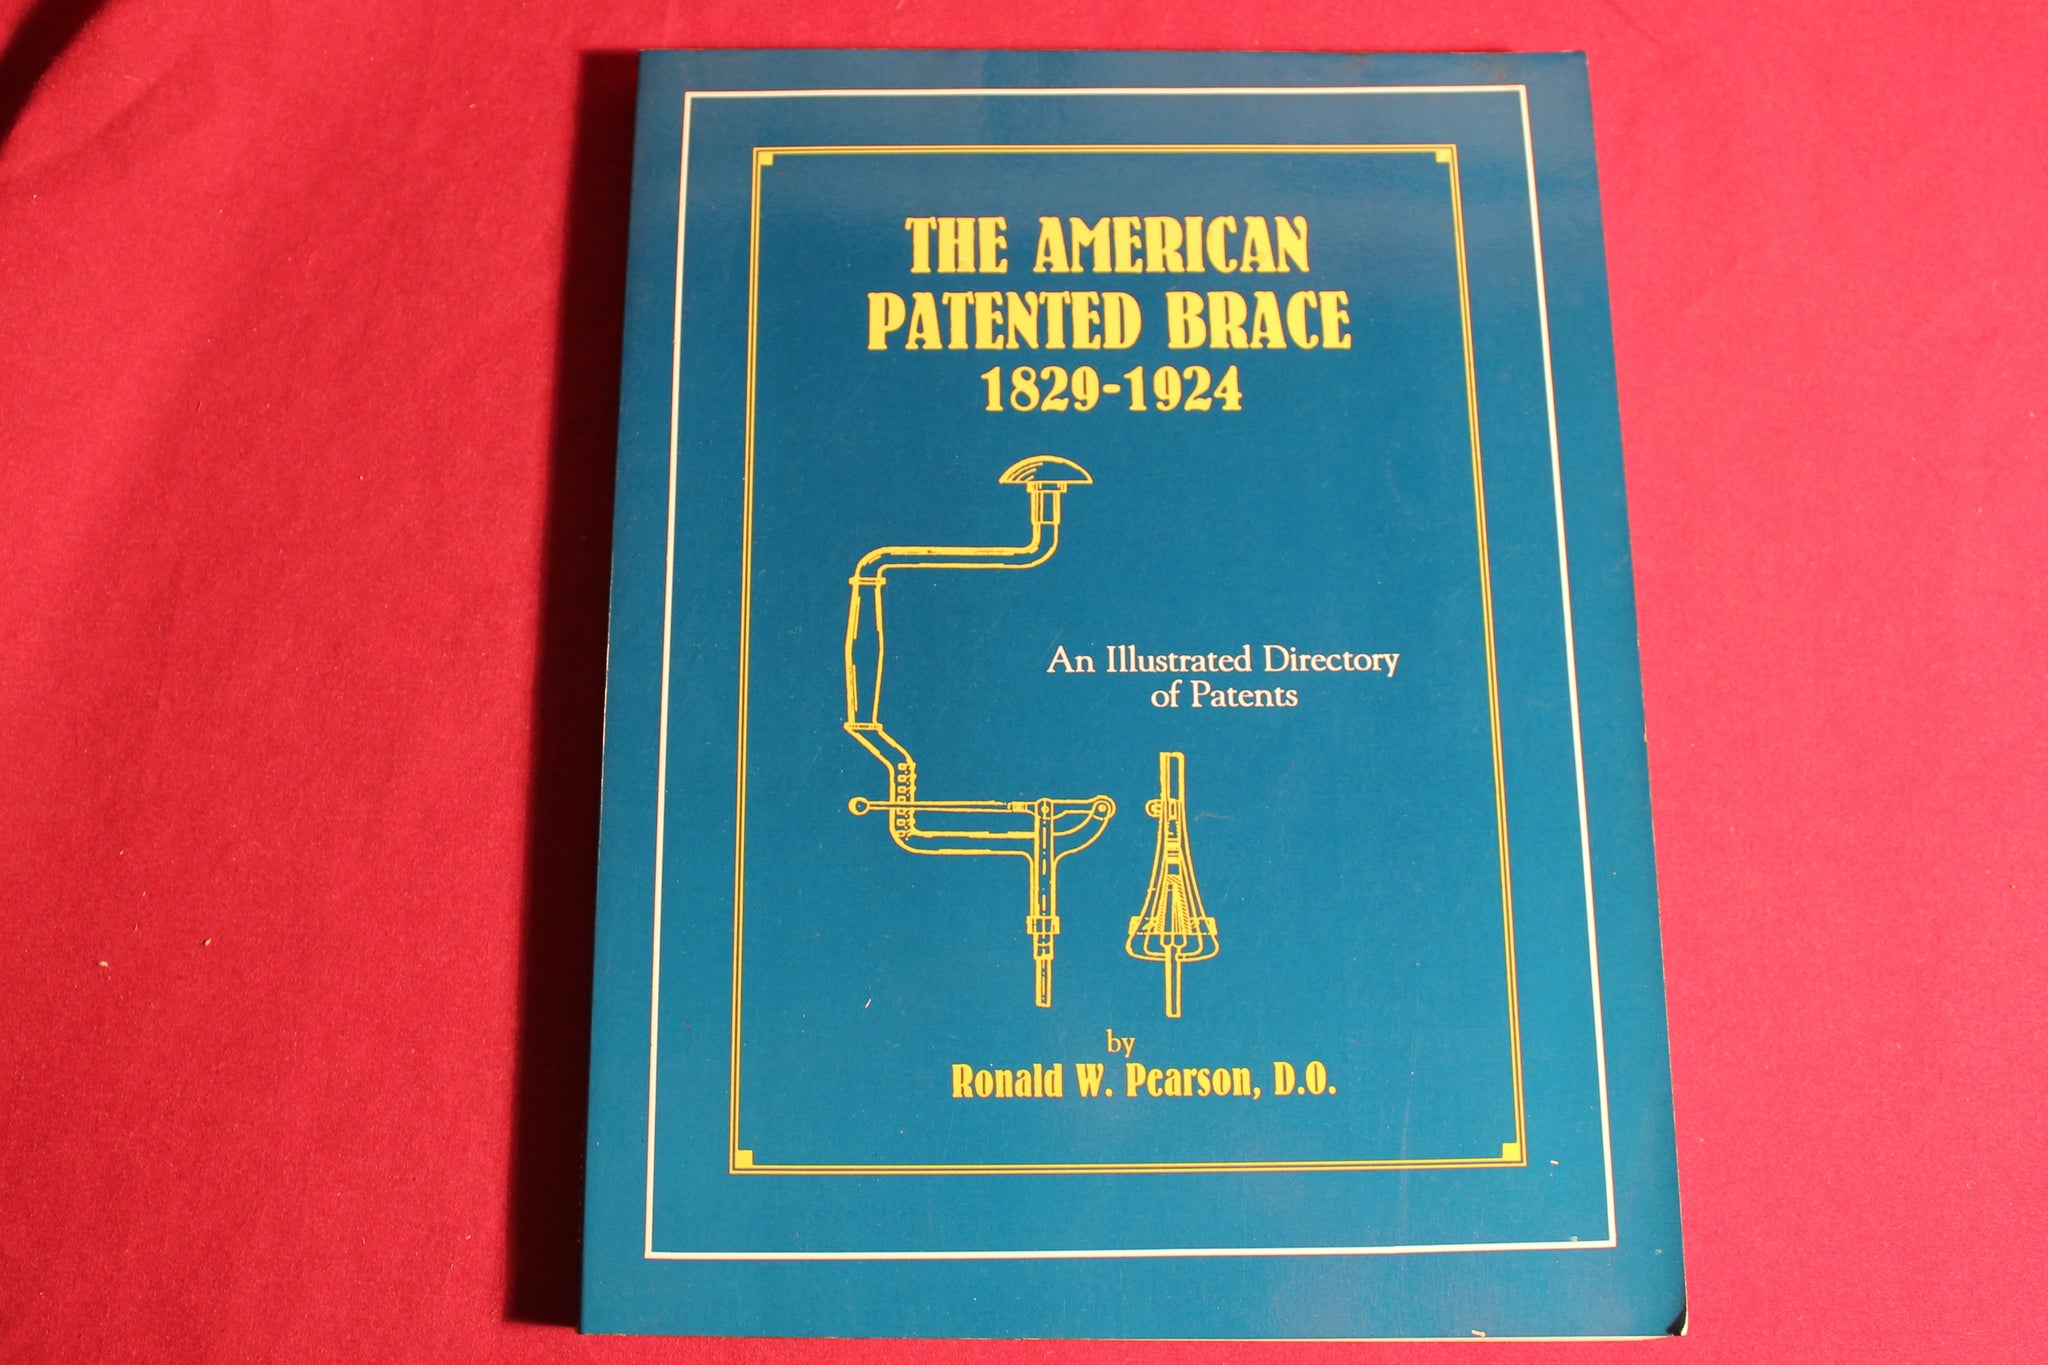 THE AMERICAN
PATENTED BRACE
1829-1924
An Illustrated Directory
of Patents
by
Ronald W. Pearson, D.O.